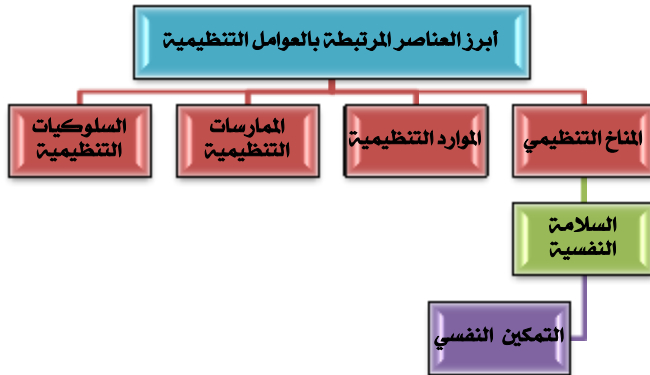 أبرز العناصر المرتبطة بالعوامل التنظيمية
المناخ التنظيمي
الموارد التنظيمية
الممارسات
التنظيمية
السلوكيات
التنظيمية
السلامة
النفسية
التمكين النفسي